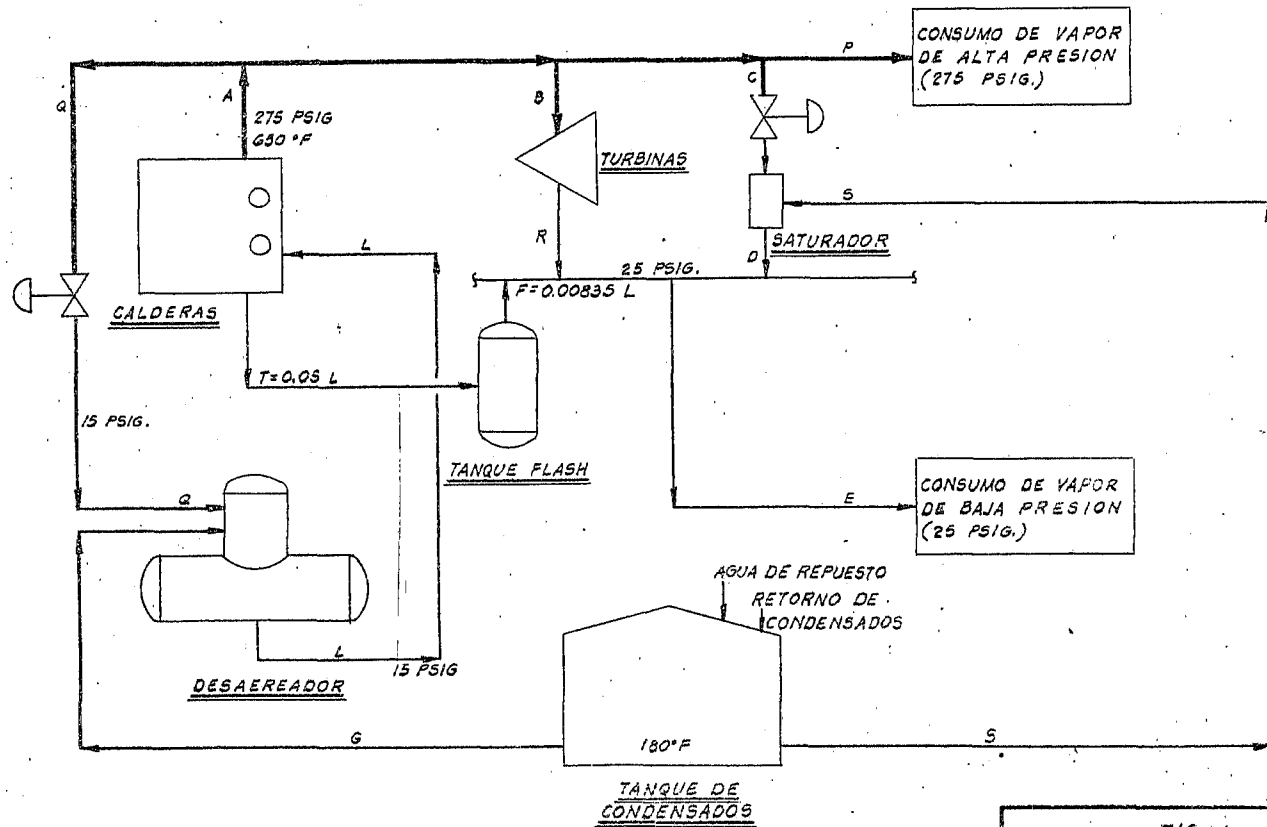 CONSUMO DE VAPOR
DE ALTA PRESION
(275 PSIG.)
P
C
Q
A
B
275 PSIG
650 °F
TURBINAS
S
SATURADOR
L
R
D
25 PSIG.
F=0.00835 L
CALDERAS
T=0.05 L
15 PSIG.
TANQUE FLASH
Q
E
CONSUMO DE VAPOR
DE BAJA PRESION
(25 PSIG.)
AGUA DE REPUESTO
RETORNO DE
CONDENSADOS
L
15 PSIG
DESAEREADOR
G
180°F
S
TANQUE DE
CONDENSADOS